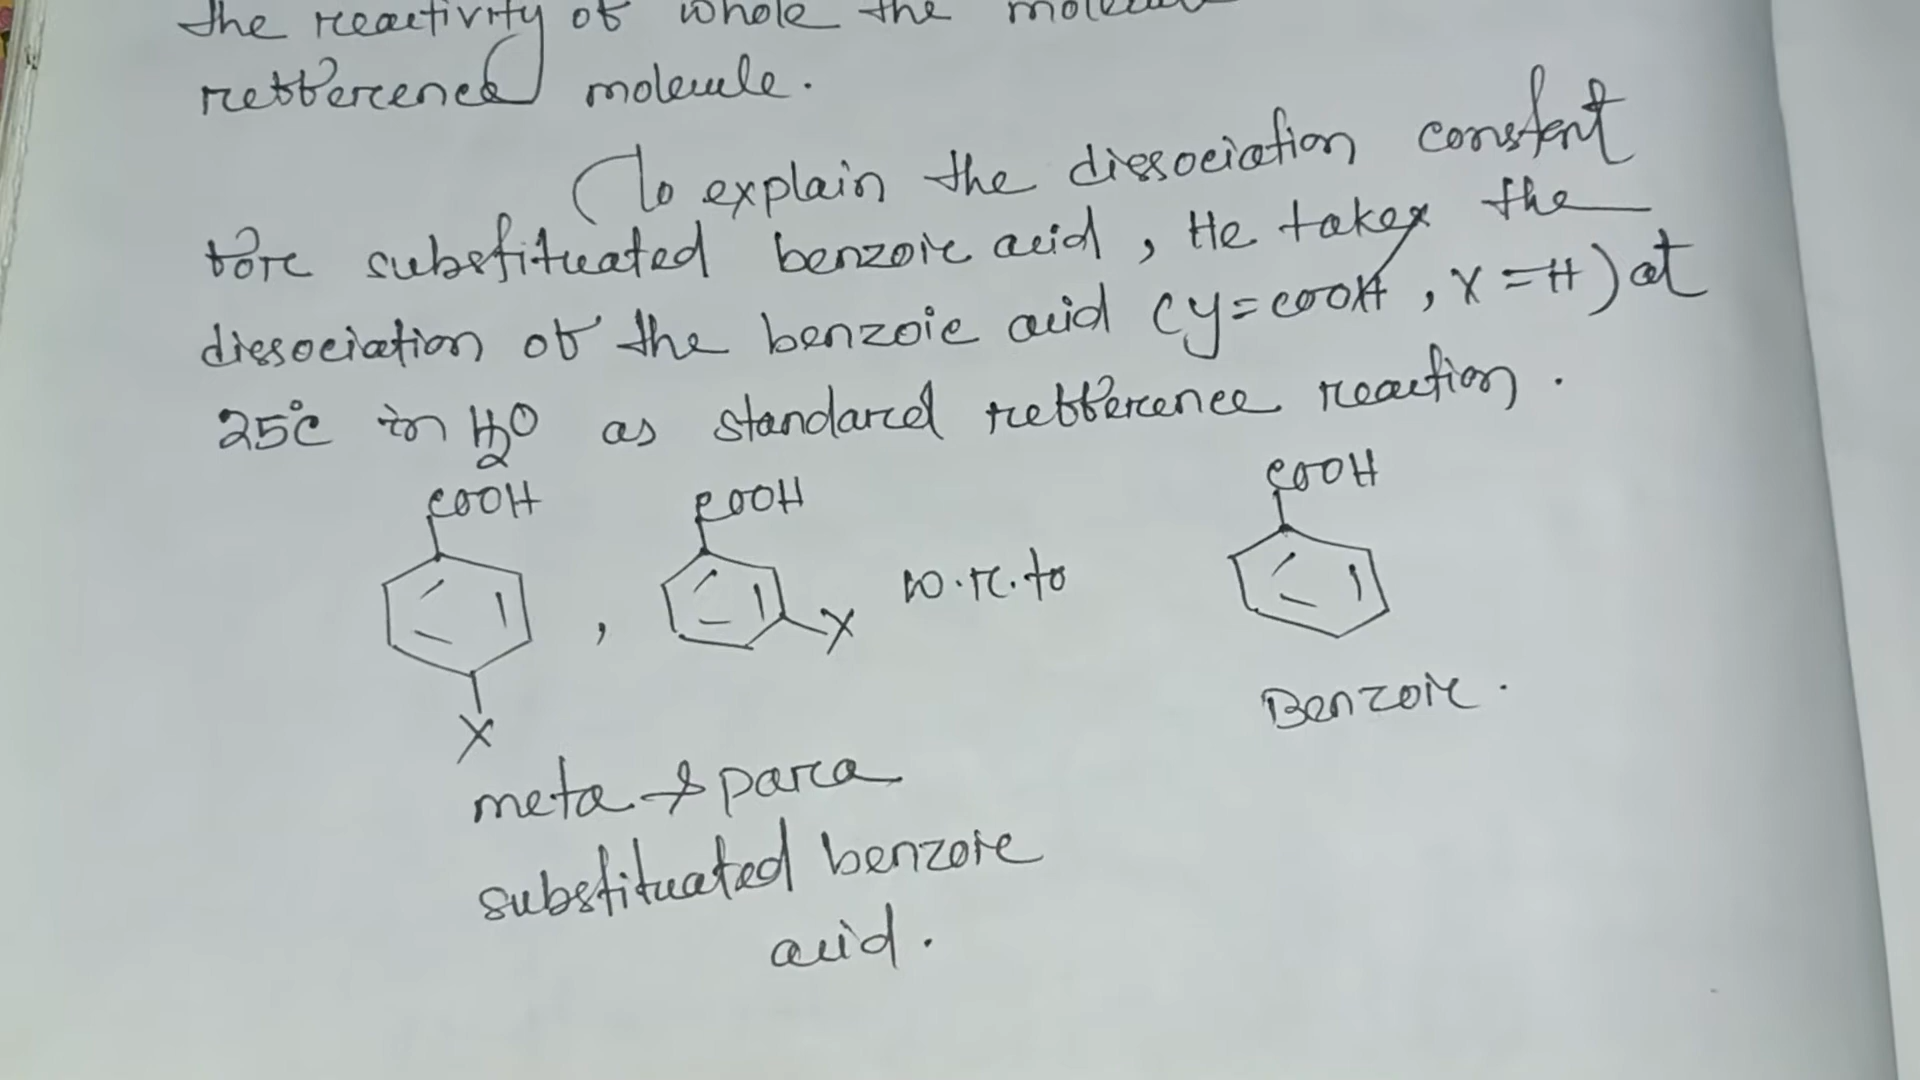 the reactivity of whole the
refference molecule.
To explain the dissociation constant
for substituated benzoic acid, He takes the
dissociation of the benzoic acid (y=COOH, X=H) at
25°C in H₂O as standard refference reaction.
COOH COOH COOH
, X w.r.to
X
Benzoic.
meta & para
substituated benzoic
acid.